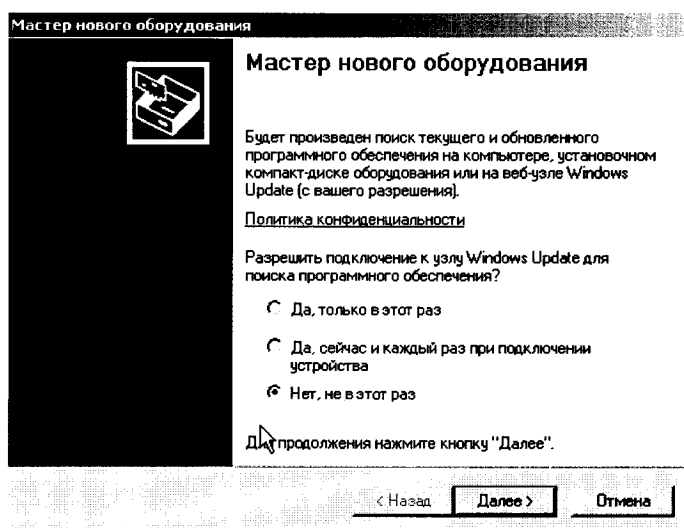 Мастер нового оборудования
Мастер нового оборудования
Будет произведен поиск текущего и обновленного
программного обеспечения на компьютере, установочном
компакт-диске оборудования или на веб-узле Windows
Update (с вашего разрешения).
Политика конфиденциальности
Разрешить подключение к узлу Windows Update для
поиска программного обеспечения?
Да, только в этот раз
Да, сейчас и каждый раз при подключении
устройства
Нет, не в этот раз
Для продолжения нажмите кнопку "Далее".
< Назад Далее > Отмена